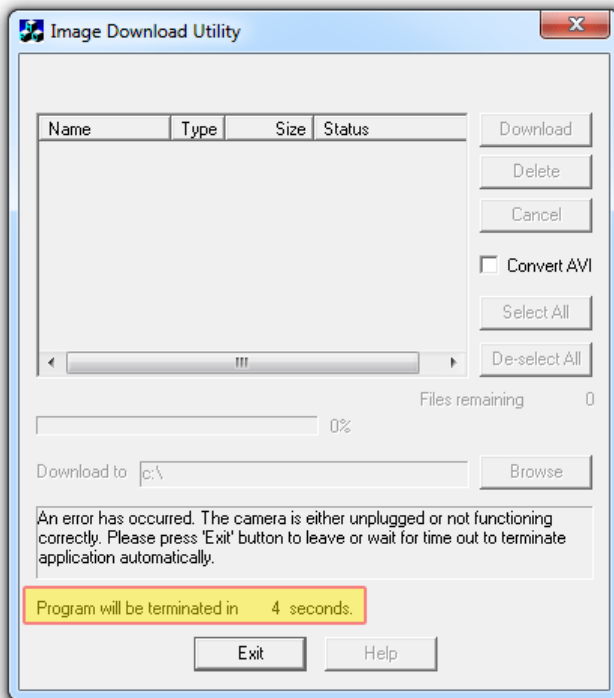 Image Download Utility
Name Type Size Status
Download
Delete
Cancel
Convert AVI
Select All
De-select All
Files remaining 0
0%
Download to c:\ Browse
An error has occurred. The camera is either unplugged or not functioning
correctly. Please press 'Exit' button to leave or wait for time out to terminate
application automatically.
Program will be terminated in 4 seconds.
Exit Help